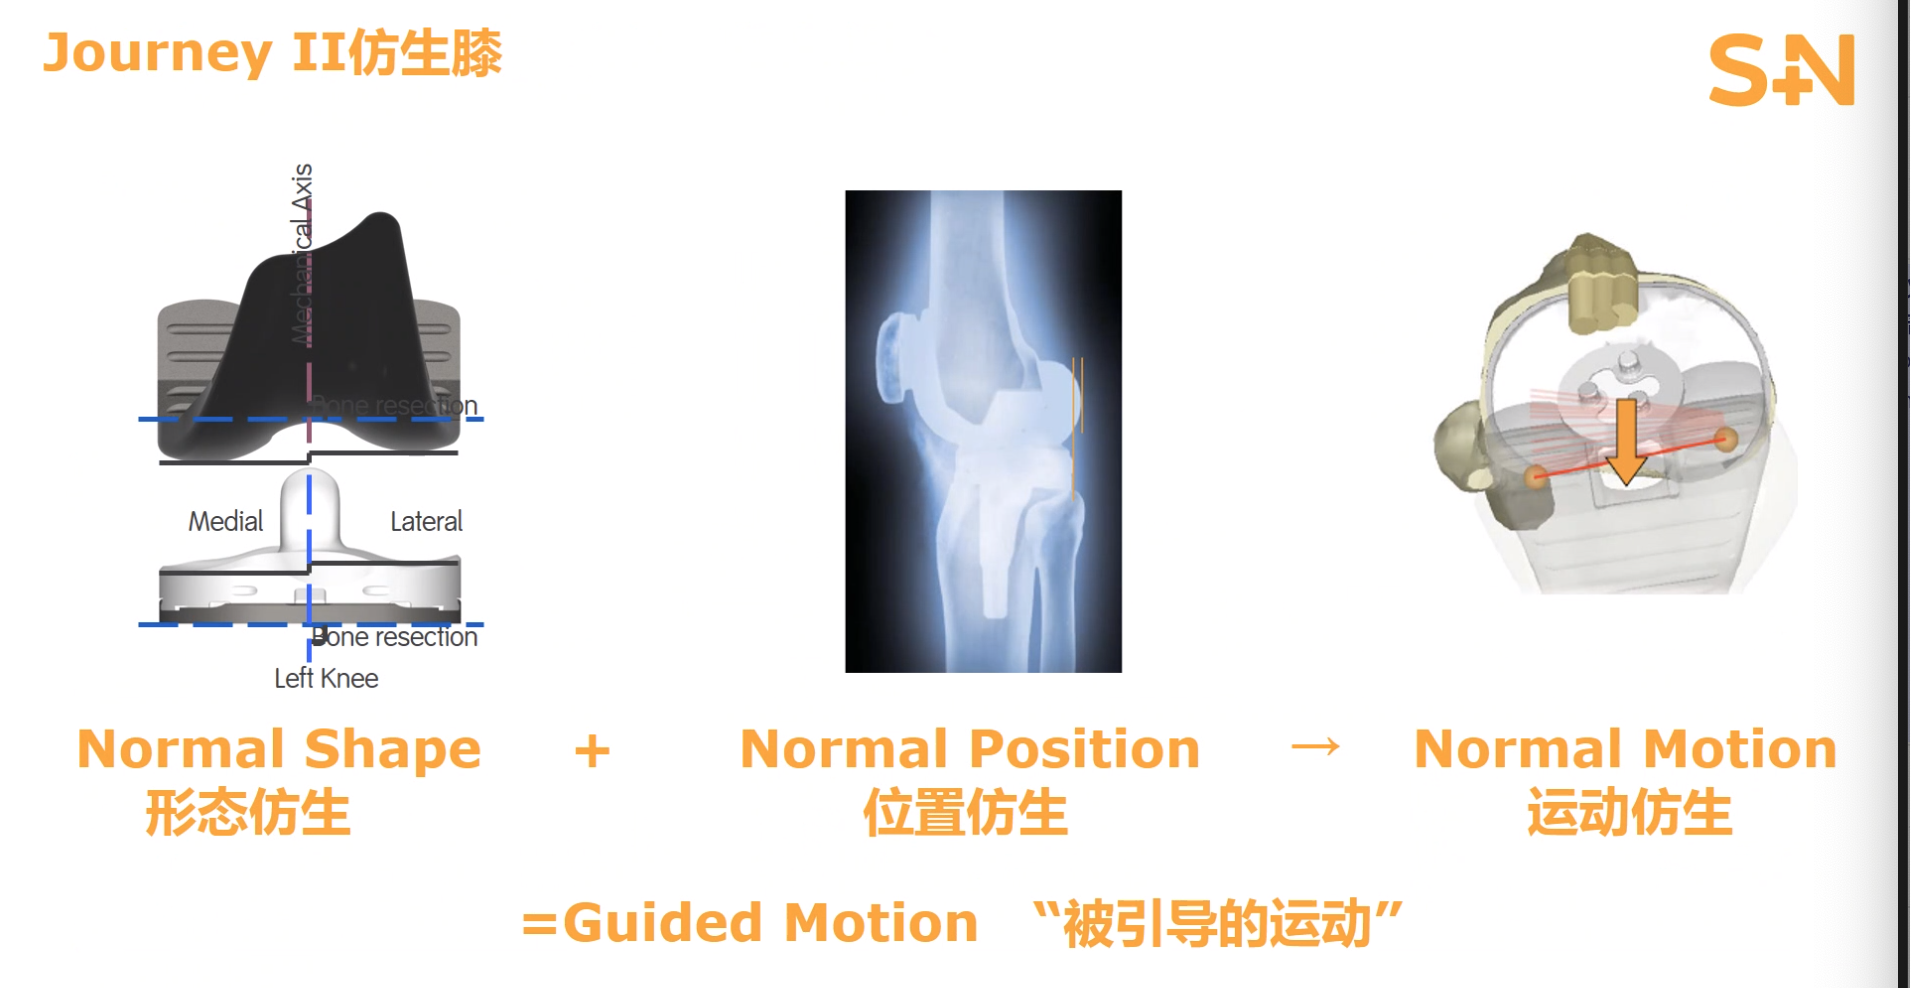 Journey II仿生膝
S+N
Mechanical Axis
Bone resection
Medial
Lateral
Bone resection
Left Knee
Normal Shape + Normal Position → Normal Motion
形态仿生 位置仿生 运动仿生
=Guided Motion “被引导的运动”